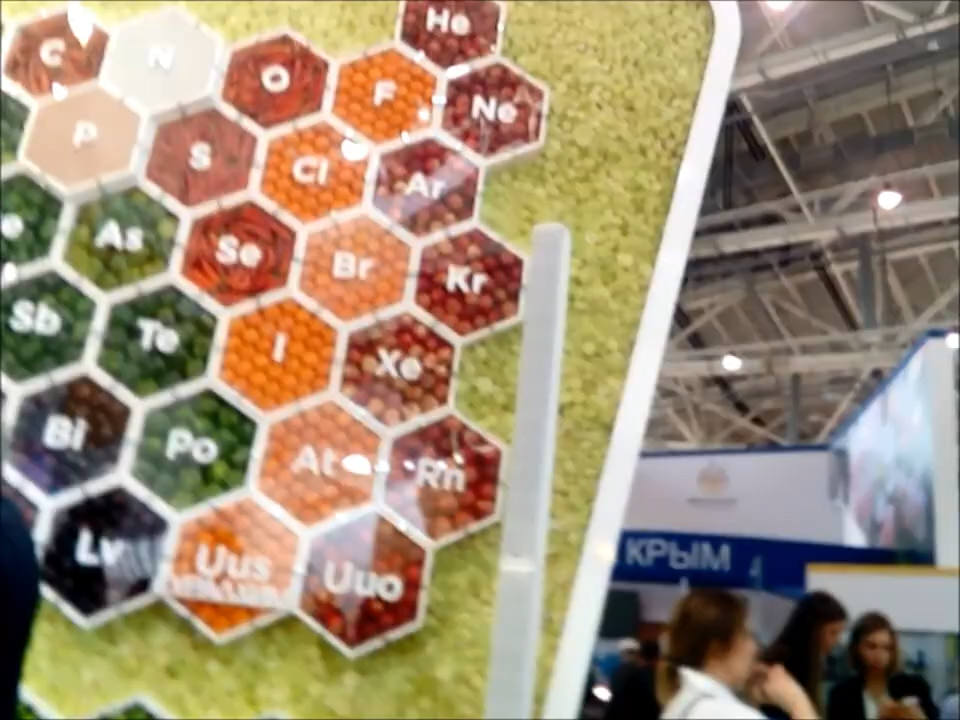 He
C N O F Ne
P S Cl Ar
e As Se Br Kr
Sb Te I Xe
Bi Po At Rn
Lv Uus Uuo
КРЫМ